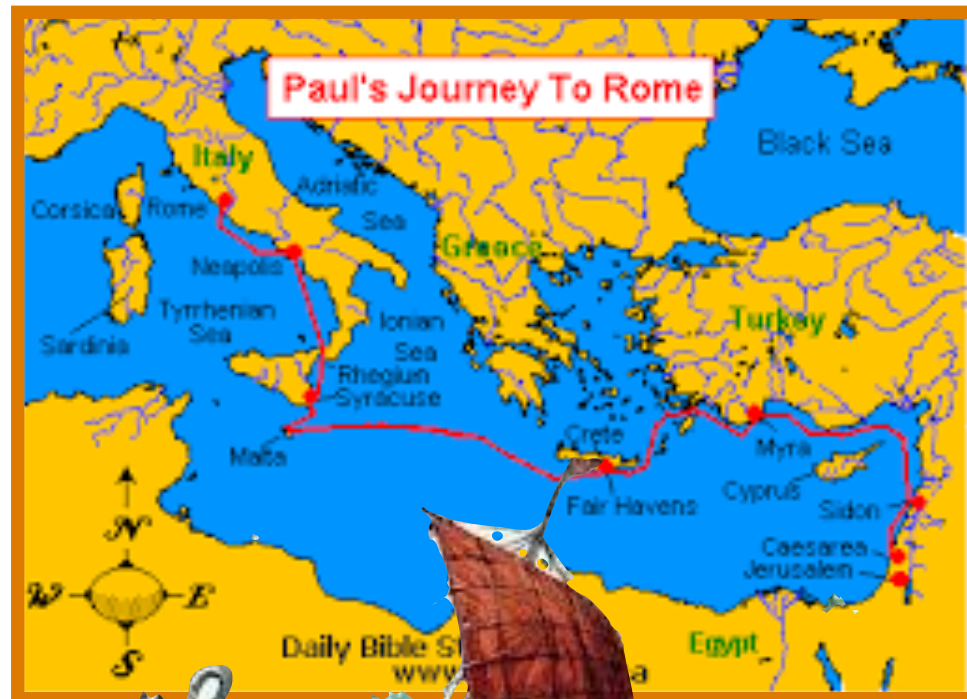 Paul's Journey To Rome
Black Sea
Italy
Adriatic
Sea
Corsica
Rome
Greece
Neapolis
Tyrrhenian
Sea
Ionian
Sea
Turkey
Sardinia
Rhegium
Syracuse
Crete
Malta
Myra
Cyprus
Fair Havens
Sidon
N
Caesarea
Jerusalem
W
E
S
Daily Bible
Egypt
www